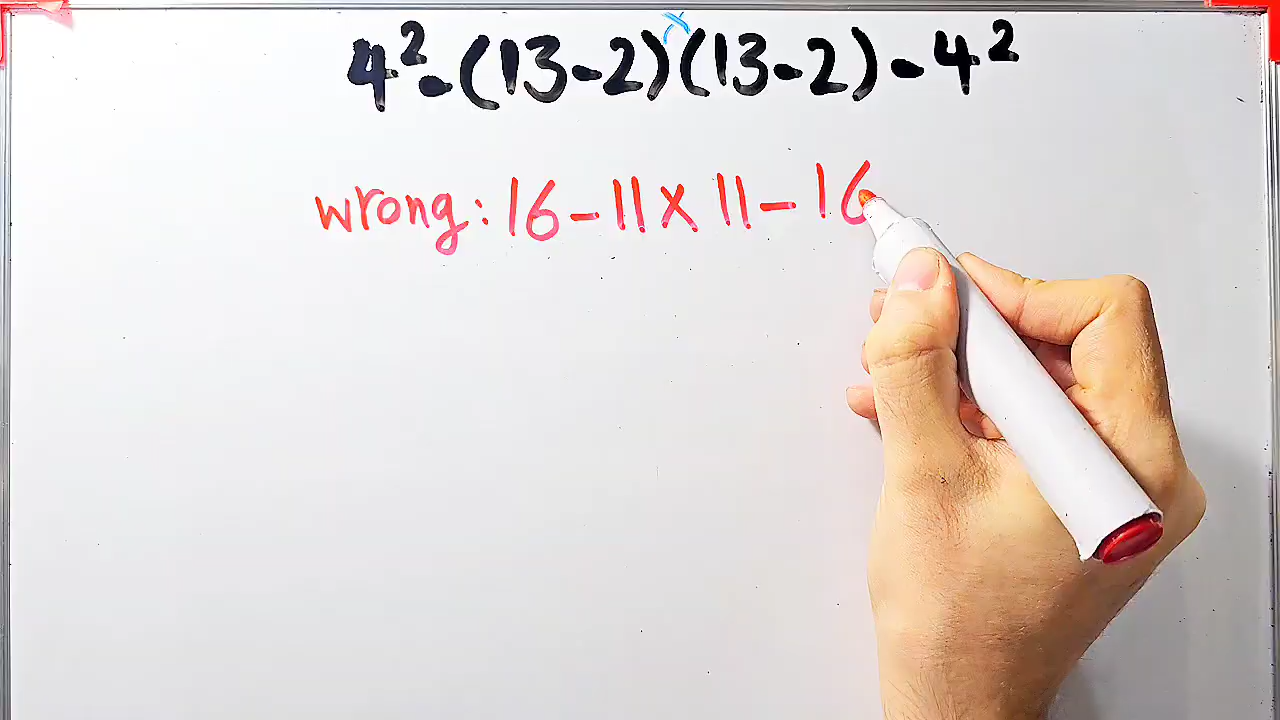 4² - (13 - 2)×(13 - 2) - 4²
wrong: 16 - 11 × 11 - 16